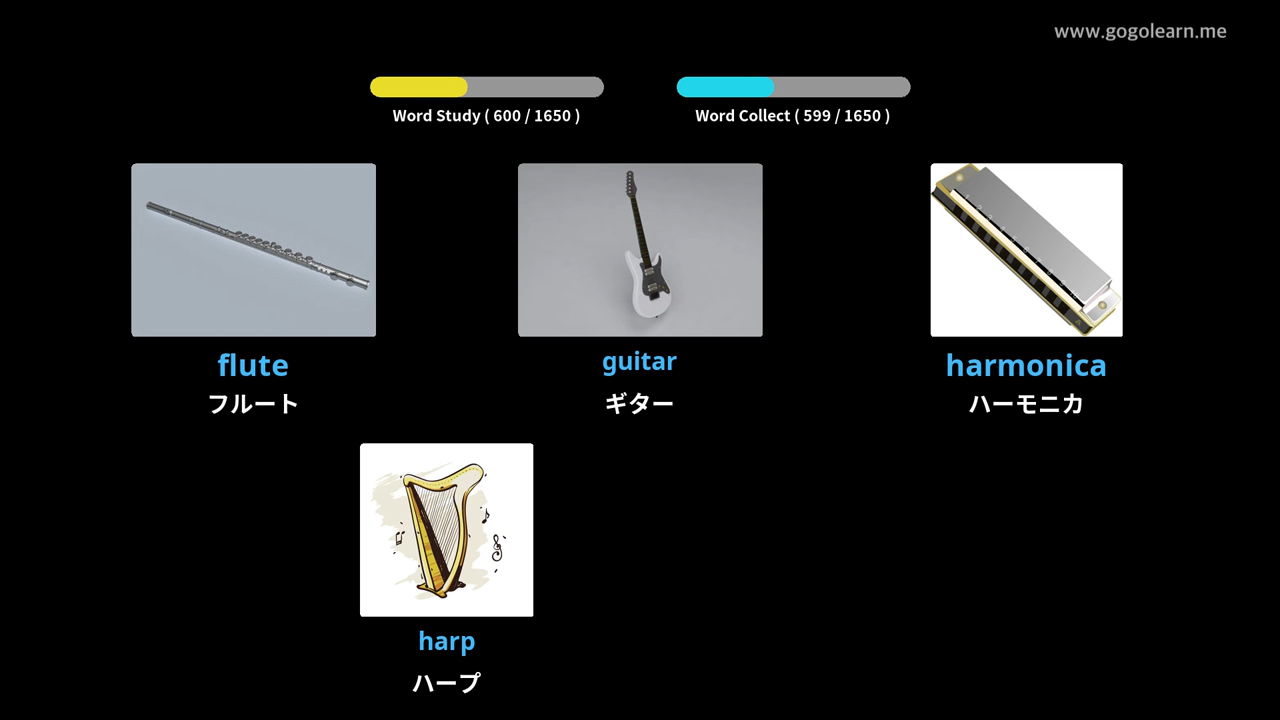 www.gogolearn.me
Word Study ( 600 / 1650 )
Word Collect ( 599 / 1650 )
flute
フルート
guitar
ギター
harmonica
ハーモニカ
harp
ハープ